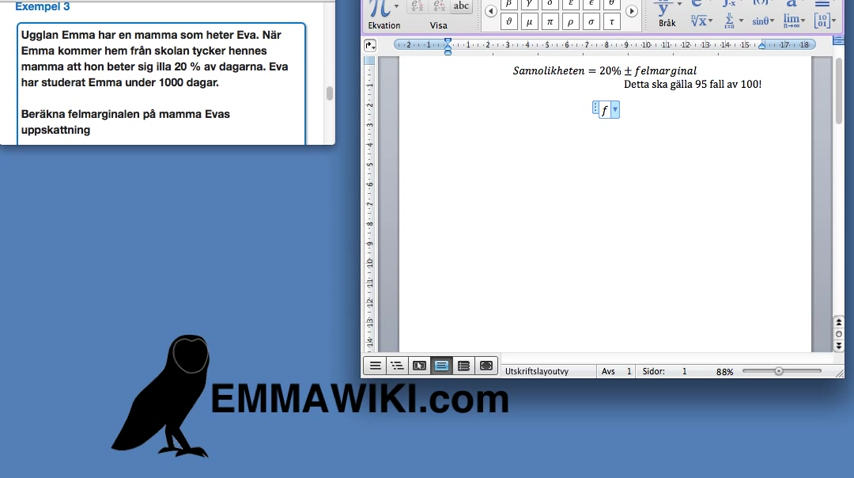 Exempel 3
Ugglan Emma har en mamma som heter Eva. När
Emma kommer hem från skolan tycker hennes
mamma att hon beter sig illa 20 % av dagarna. Eva
har studerat Emma under 1000 dagar.
Beräkna felmarginalen på mamma Evas
uppskattning
Ekvation
Visa
abc
Bråk
Sannolikheten = 20% ± felmarginal
Detta ska gälla 95 fall av 100!
f
Utskriftslayoutvy
Avs 1
Sidor: 1
88%
EMMAWIKI.com